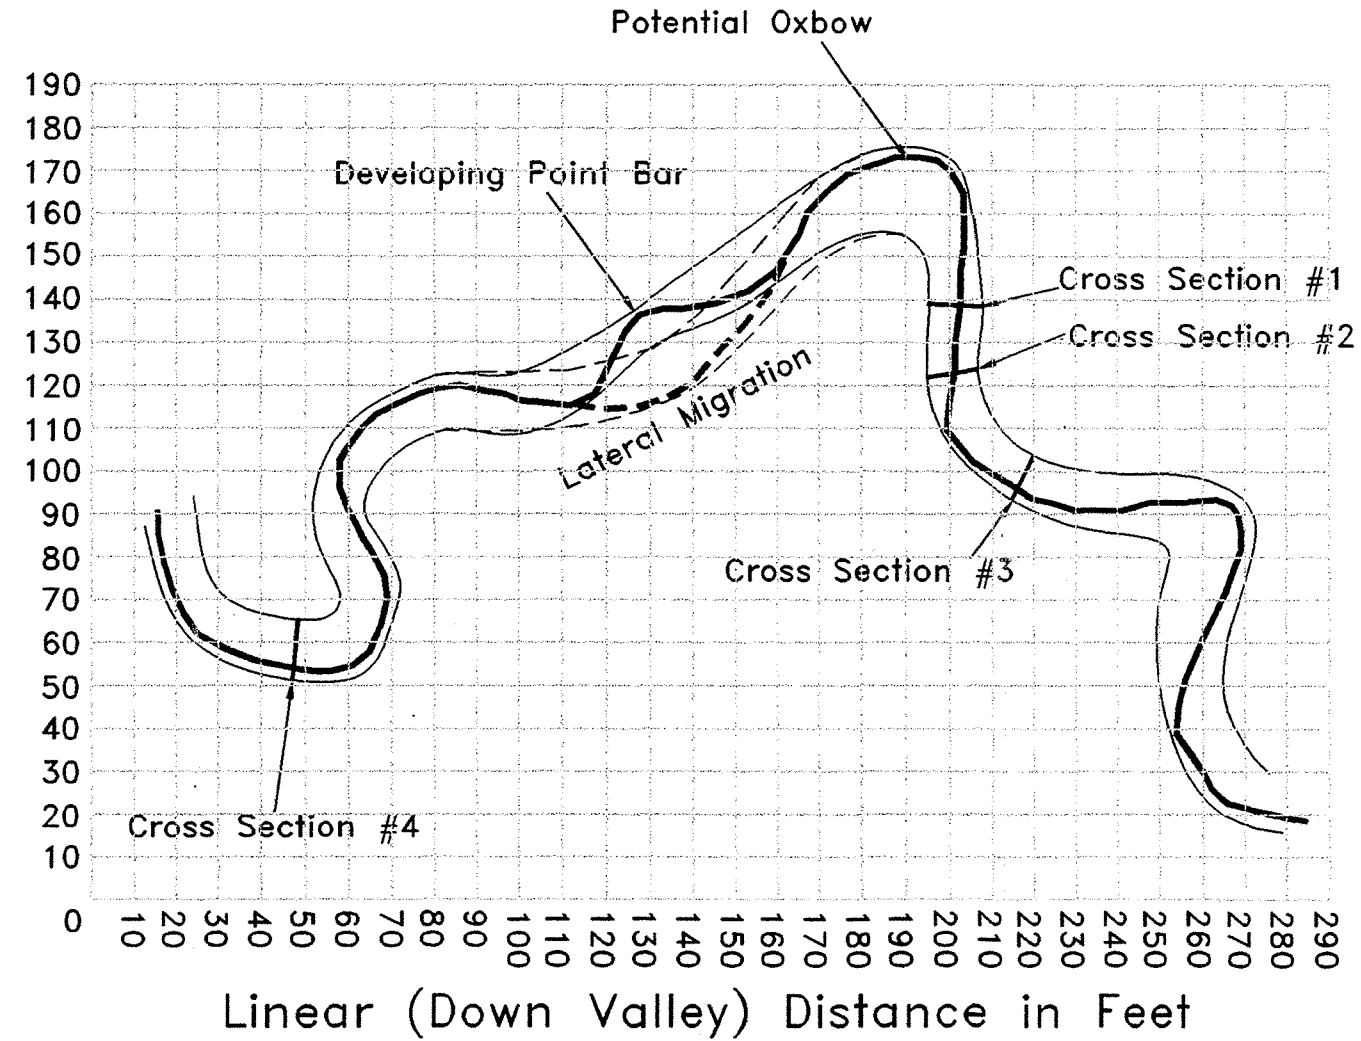 Potential Oxbow
190
180
Developing Point Bar
170
160
150
Cross Section #1
140
Cross Section #2
130
120
Lateral Migration
110
100
90
Cross Section #3
80
70
60
50
40
30
20
Cross Section #4
10
0
10 20 30 40 50 60 70 80 90 100 110 120 130 140 150 160 170 180 190 200 210 220 230 240 250 260 270 280 290
Linear (Down Valley) Distance in Feet